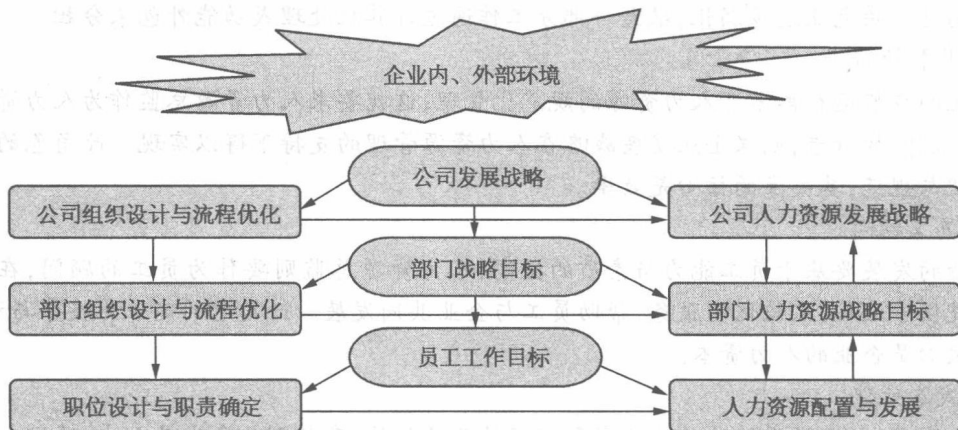 企业内、外部环境
公司发展战略
公司组织设计与流程优化
公司人力资源发展战略
部门战略目标
部门组织设计与流程优化
部门人力资源战略目标
员工工作目标
职位设计与职责确定
人力资源配置与发展